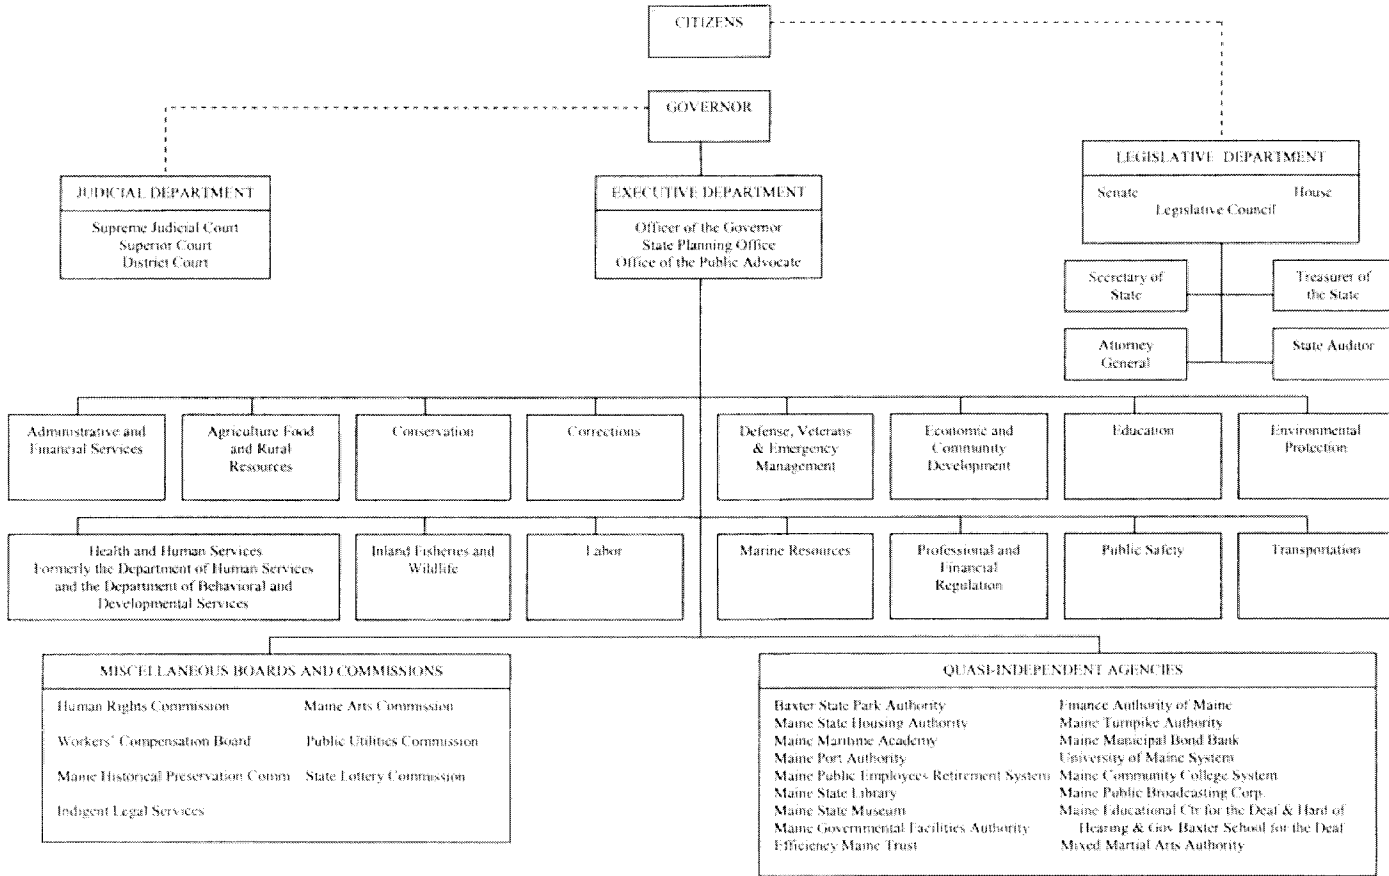 CITIZENS
GOVERNOR
LEGISLATIVE DEPARTMENT
Senate House
Legislative Council
JUDICIAL DEPARTMENT
Supreme Judicial Court
Superior Court
District Court
EXECUTIVE DEPARTMENT
Officer of the Governor
State Planning Office
Office of the Public Advocate
Secretary of
State
Treasurer of
the State
Attorney
General
State Auditor
Administrative and
Financial Services
Agriculture Food
and Rural
Resources
Conservation
Corrections
Defense, Veterans
& Emergency
Management
Economic and
Community
Development
Education
Environmental
Protection
Health and Human Services
Formerly the Department of Human Services
and the Department of Behavioral and
Developmental Services
Inland Fisheries and
Wildlife
Labor
Marine Resources
Professional and
Financial
Regulation
Public Safety
Transportation
MISCELLANEOUS BOARDS AND COMMISSIONS
Human Rights Commission Maine Arts Commission
Workers' Compensation Board Public Utilities Commission
Maine Historical Preservation Comm State Lottery Commission
Indigent Legal Services
QUASI-INDEPENDENT AGENCIES
Baxter State Park Authority Finance Authority of Maine
Maine State Housing Authority Maine Turnpike Authority
Maine Maritime Academy Maine Municipal Bond Bank
Maine Port Authority University of Maine System
Maine Public Employees Retirement System Maine Community College System
Maine State Library Maine Public Broadcasting Corp.
Maine State Museum Maine Educational Ctr for the Deaf & Hard of
Maine Governmental Facilities Authority Hearing & Gov Baxter School for the Deaf
Efficiency Maine Trust Mixed Martial Arts Authority